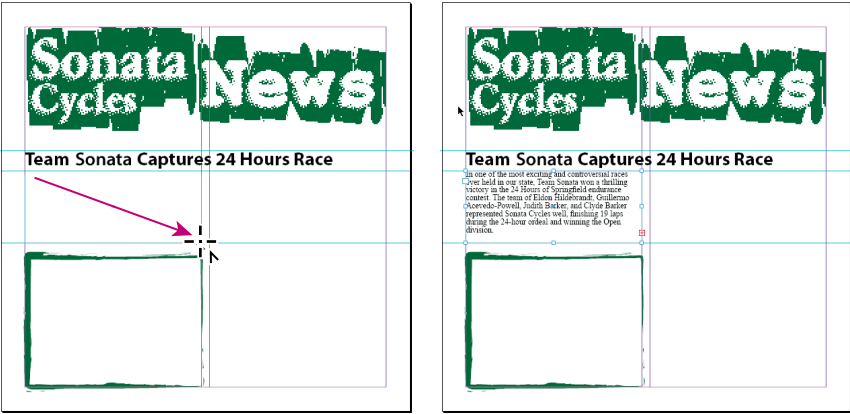 Sonata
Cycles
News
Team Sonata Captures 24 Hours Race
Sonata
Cycles
News
Team Sonata Captures 24 Hours Race
In one of the most exciting and controversial races
ever held in our state, Team Sonata won a thrilling
victory in the 24 Hours of Springfield endurance
contest. The team of Eldon Hildebrandt, Guillermo
Acevedo-Powell, Judith Barker, and Clyde Barker
represented Sonata Cycles well, finishing 19 laps
during the 24-hour ordeal and winning the Open
division.